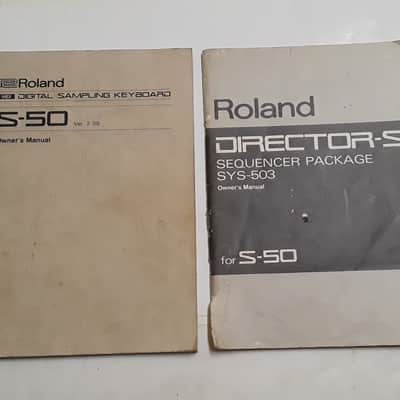 Roland
DIGITAL SAMPLING KEYBOARD
S-50
Owner's Manual
Roland
DIRECTOR-S
SEQUENCER PACKAGE
SYS-503
Owner's Manual
for S-50